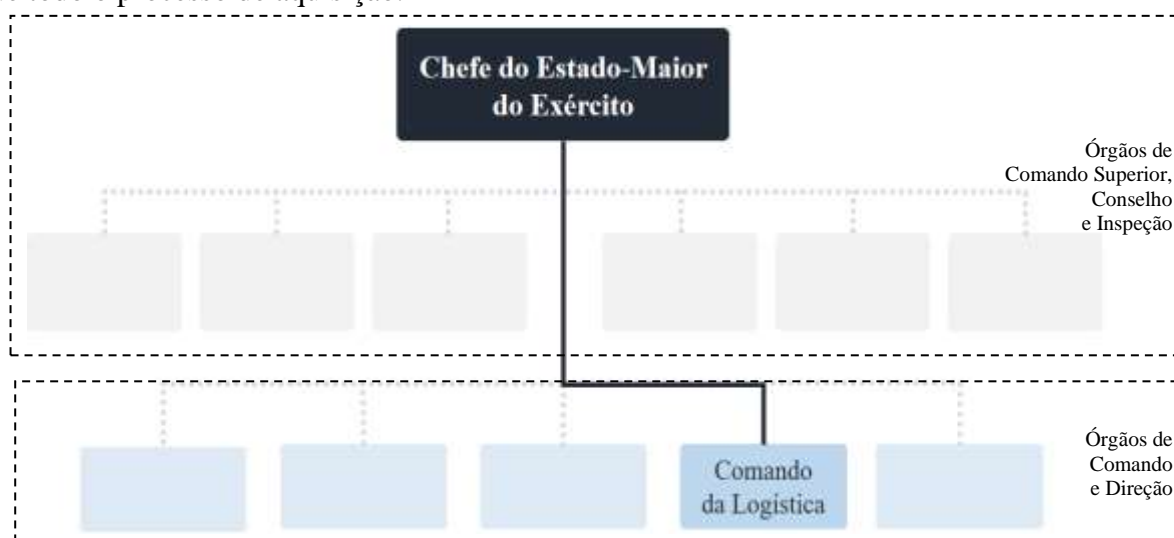 Chefe do Estado-Maior
do Exército
Órgãos de
Comando Superior,
Conselho
e Inspeção
Comando
da Logística
Órgãos de
Comando
e Direção